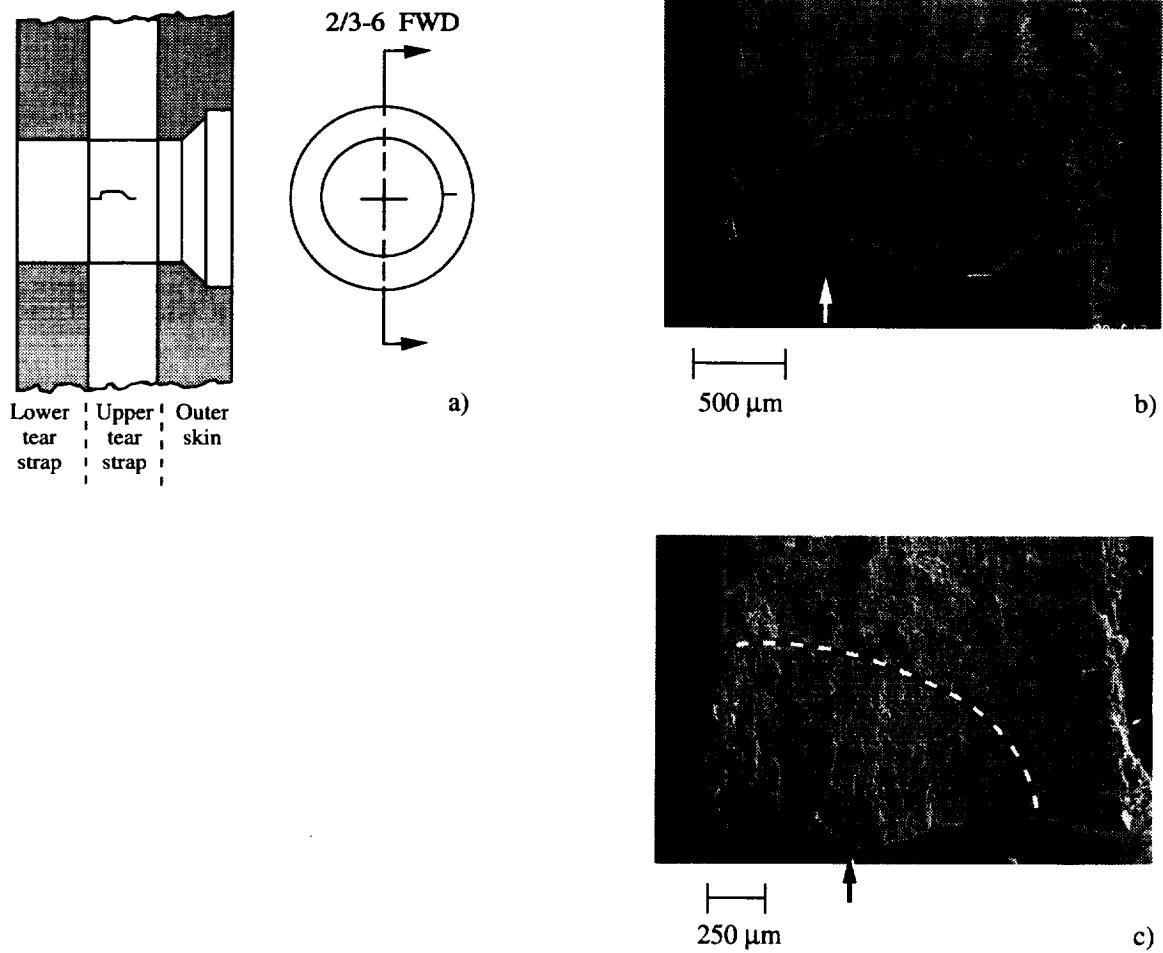 2/3-6 FWD
Lower
tear
strap
Upper
tear
strap
Outer
skin
a)
500 μm
b)
250 μm
c)